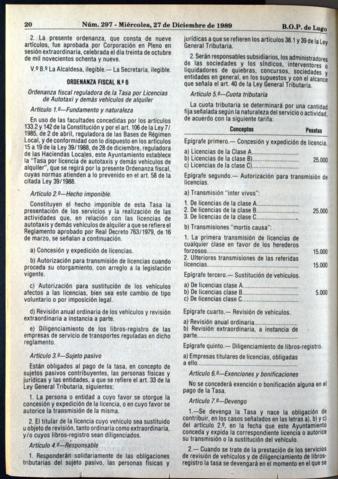 20
Núm. 297 - Miércoles, 27 de Diciembre de 1989
B.O.P. de Lugo
2. La presente ordenanza, que consta de nueve
artículos, fue aprobada por Corporación en Pleno en
sesión extraordinaria, celebrada el día treinta de octubre
de mil novecientos ochenta y nueve.
V.º B.º La Alcaldesa, ilegible.— La Secretaria, ilegible.
ORDENANZA FISCAL N.º 6
Ordenanza fiscal reguladora de la Tasa por Licencias
de Autotaxi y demás vehículos de alquiler
Artículo 1.º—Fundamento y naturaleza
En uso de las facultades concedidas por los artículos
133.2 y 142 de la Constitución y por el art. 106 de la Ley 7/
1985, de 2 de abril, reguladora de las Bases de Régimen
Local, y de conformidad con lo dispuesto en los artículos
15 a 19 de la Ley 39/1988, de 28 de diciembre, reguladora
de las Haciendas Locales, este Ayuntamiento establece
la "Tasa por licencia de autotaxis y demás vehículos de
alquiler", que se regirá por la presente Ordenanza Fiscal,
cuyas normas atienden a lo prevenido en el art. 58 de la
citada Ley 39/1988.
Artículo 2.º—Hecho imponible.
Constituyen el hecho imponible de esta Tasa la
presentación de los servicios y la realización de las
actividades que, en relación con las licencias de
autotaxis y demás vehículos de alquiler a que se refiere el
Reglamento aprobado por Real Decreto 763/1979, de 16
de marzo, se señalan a continuación.
a) Concesión y expedición de licencias.
b) Autorización para transmisión de licencias cuando
proceda su otorgamiento, con arreglo a la legislación
vigente.
c) Autorización para sustitución de los vehículos
afectos a las licencias, bien sea este cambio de tipo
voluntario o por imposición legal.
d) Revisión anual ordinaria de los vehículos y revisión
extraordinaria a instancia a parte.
e) Diligenciamiento de los libros-registro de las
empresas de servicio de transportes reguladas en dicho
reglamento.
Artículo 3.º—Sujeto pasivo
Están obligados al pago de la tasa, en concepto de
sujetos pasivos contribuyentes, las personas físicas y
jurídicas y las entidades, a que se refiere el art. 33 de la
Ley General Tributaria, siguientes:
1. La persona o entidad a cuyo favor se otorgue la
concesión y expedición de la licencia, o en cuyo favor se
autorice la transmisión de la misma.
2. El titular de la licencia cuyo vehículo sea sustituido
u objeto de revisión, tanto ordinaria como extraordinaria,
y/o cuyos libros-registro sean diligenciados.
Artículo 4.º—Responsable
1. Responderán solidariamente de las obligaciones
tributarias del sujeto pasivo, las personas físicas y
jurídicas a que se refieren los artículos 38.1 y 39 de la Ley
General Tributaria.
2. Serán responsables subsidiarios, los administradores
de las sociedades y los síndicos, interventores o
liquidadores de quiebras, concursos, sociedades y
entidades en general, en los supuestos y con el alcance
que señala el art. 40 de la Ley General Tributaria.
Artículo 5.º—Cuota tributaria
La cuota tributaria se determinará por una cantidad
fija señalada según la naturaleza del servicio o actividad,
de acuerdo con la siguiente tarifa:
Conceptos Pesetas
Epígrafe primero.— Concesión y expedición de licencia.
a) Licencias de la Clase A
b) Licencias de la clase B) 25.000
c) Licencias de la clase C)
Epígrafe segundo.— Autorización para transmisión de
licencias.
a) Transmisión "inter vivos":
1. De licencias de la clase A
2. De licencias de la clase B 25.000
3. De licencias de la clase C
b) Transmisiones "mortis causa":
1. La primera transmisión de licencias de
cualquier clase en favor de los herederos
forzosos 15.000
2. Ulteriores transmisiones de las referidas
licencias 15.000
Epígrafe tercero.— Sustitución de vehículos.
a) De licencias clase A
b) De licencias clase B 5.000
c) De licencias clase C
Epígrafe cuarto.— Revisión de vehículos.
a) Revisión anual ordinaria
b) Revisión extraordinaria, a instancia de
parte
Epígrafe quinto.— Diligenciamiento de libros-registro.
a) Empresas titulares de licencias, obligadas
a ello
Artículo 6.º—Exenciones y bonificaciones
No se concederá exención o bonificación alguna en el
pago de la Tasa.
Artículo 7.º—Devengo
1.—Se devenga la Tasa y nace la obligación de
contribuir, en los casos señalados en las letras a), b) y c)
del artículo 2.º, en la fecha que este Ayuntamiento
conceda y expida la correspondiente licencia o autorice
su transmisión o la sustitución del vehículo.
2.—Cuando se trate de la prestación de los servicios
de revisión de vehículos y de diligenciamiento de libros-
registro la tasa se devengará en el momento en el que se